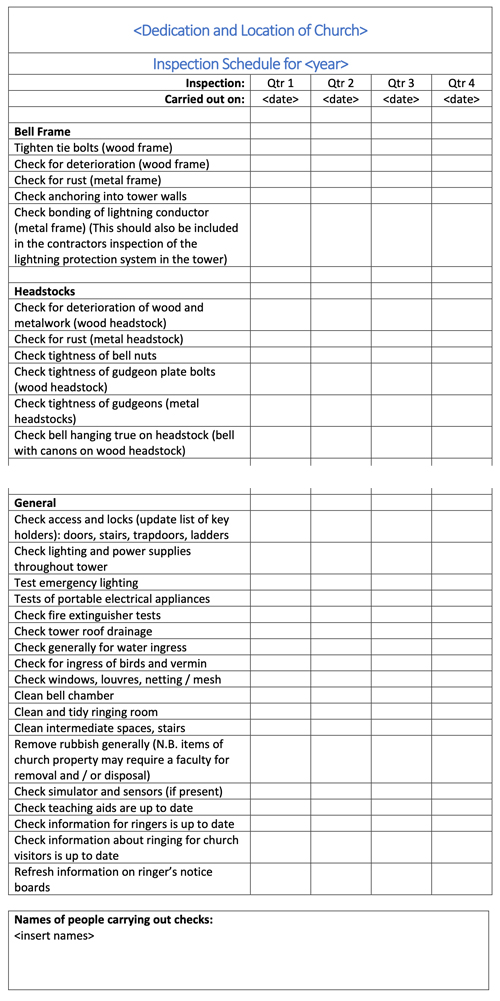 <Dedication and Location of Church>
Inspection Schedule for <year>
Inspection: Qtr 1 Qtr 2 Qtr 3 Qtr 4
Carried out on: <date> <date> <date> <date>
Bell Frame
Tighten tie bolts (wood frame)
Check for deterioration (wood frame)
Check for rust (metal frame)
Check anchoring into tower walls
Check bonding of lightning conductor
(metal frame) (This should also be included
in the contractors inspection of the
lightning protection system in the tower)
Headstocks
Check for deterioration of wood and
metalwork (wood headstock)
Check for rust (metal headstock)
Check tightness of bell nuts
Check tightness of gudgeon plate bolts
(wood headstock)
Check tightness of gudgeons (metal
headstocks)
Check bell hanging true on headstock (bell
with canons on wood headstock)
General
Check access and locks (update list of key
holders): doors, stairs, trapdoors, ladders
Check lighting and power supplies
throughout tower
Test emergency lighting
Tests of portable electrical appliances
Check fire extinguisher tests
Check tower roof drainage
Check generally for water ingress
Check for ingress of birds and vermin
Check windows, louvres, netting / mesh
Clean bell chamber
Clean and tidy ringing room
Clean intermediate spaces, stairs
Remove rubbish generally (N.B. items of
church property may require a faculty for
removal and / or disposal)
Check simulator and sensors (if present)
Check teaching aids are up to date
Check information for ringers is up to date
Check information about ringing for church
visitors is up to date
Refresh information on ringer’s notice
boards
Names of people carrying out checks:
<insert names>